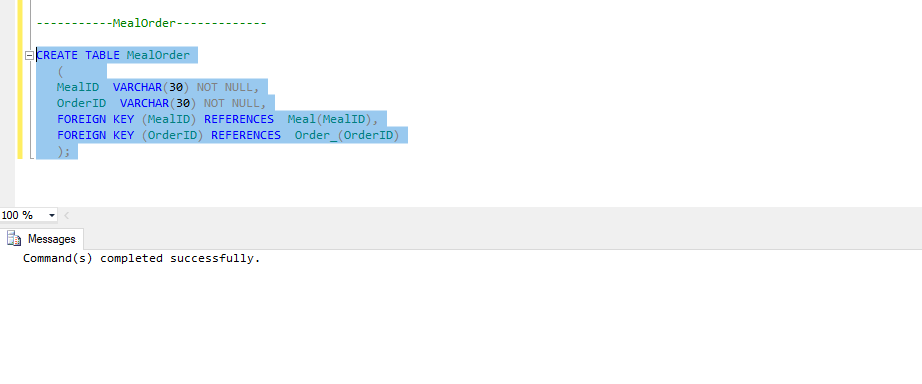 -----------MealOrder-------------
CREATE TABLE MealOrder
(
MealID  VARCHAR(30) NOT NULL,
OrderID  VARCHAR(30) NOT NULL,
FOREIGN KEY (MealID) REFERENCES  Meal(MealID),
FOREIGN KEY (OrderID) REFERENCES  Order_(OrderID)
);
100 %
Messages
Command(s) completed successfully.